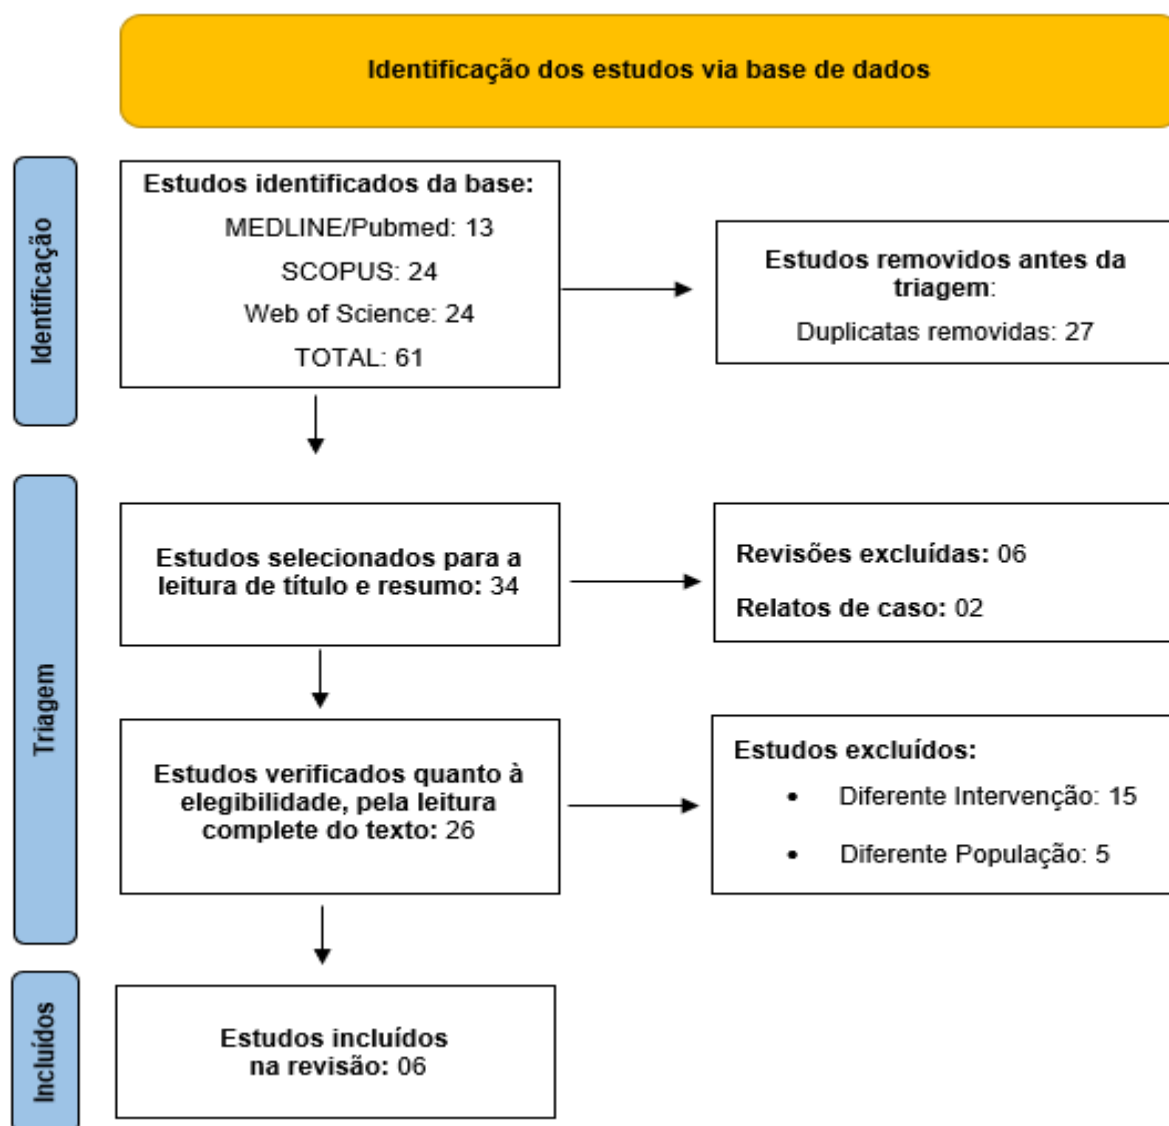 Identificação dos estudos via base de dados
Identificação
Estudos identificados da base:
MEDLINE/Pubmed: 13
SCOPUS: 24
Web of Science: 24
TOTAL: 61
Estudos removidos antes da
triagem:
Duplicatas removidas: 27
Triagem
Estudos selecionados para a
leitura de título e resumo: 34
Revisões excluídas: 06
Relatos de caso: 02
Estudos verificados quanto à
elegibilidade, pela leitura
complete do texto: 26
Estudos excluídos:
• Diferente Intervenção: 15
• Diferente População: 5
Incluídos
Estudos incluídos
na revisão: 06